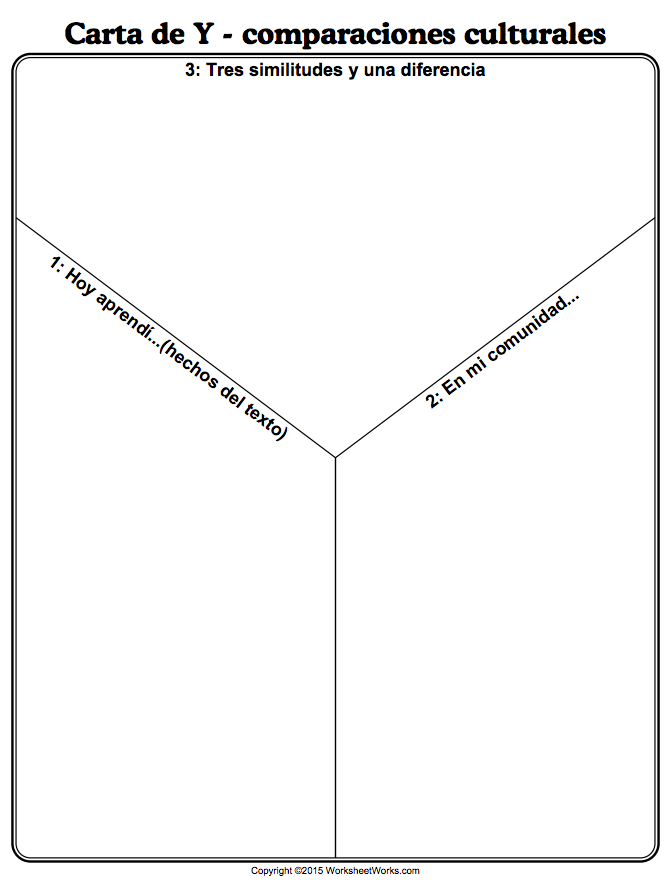 Carta de Y - comparaciones culturales
3: Tres similitudes y una diferencia
1: Hoy aprendí...(hechos del texto)
2: En mi comunidad...
Copyright ©2015 WorksheetWorks.com